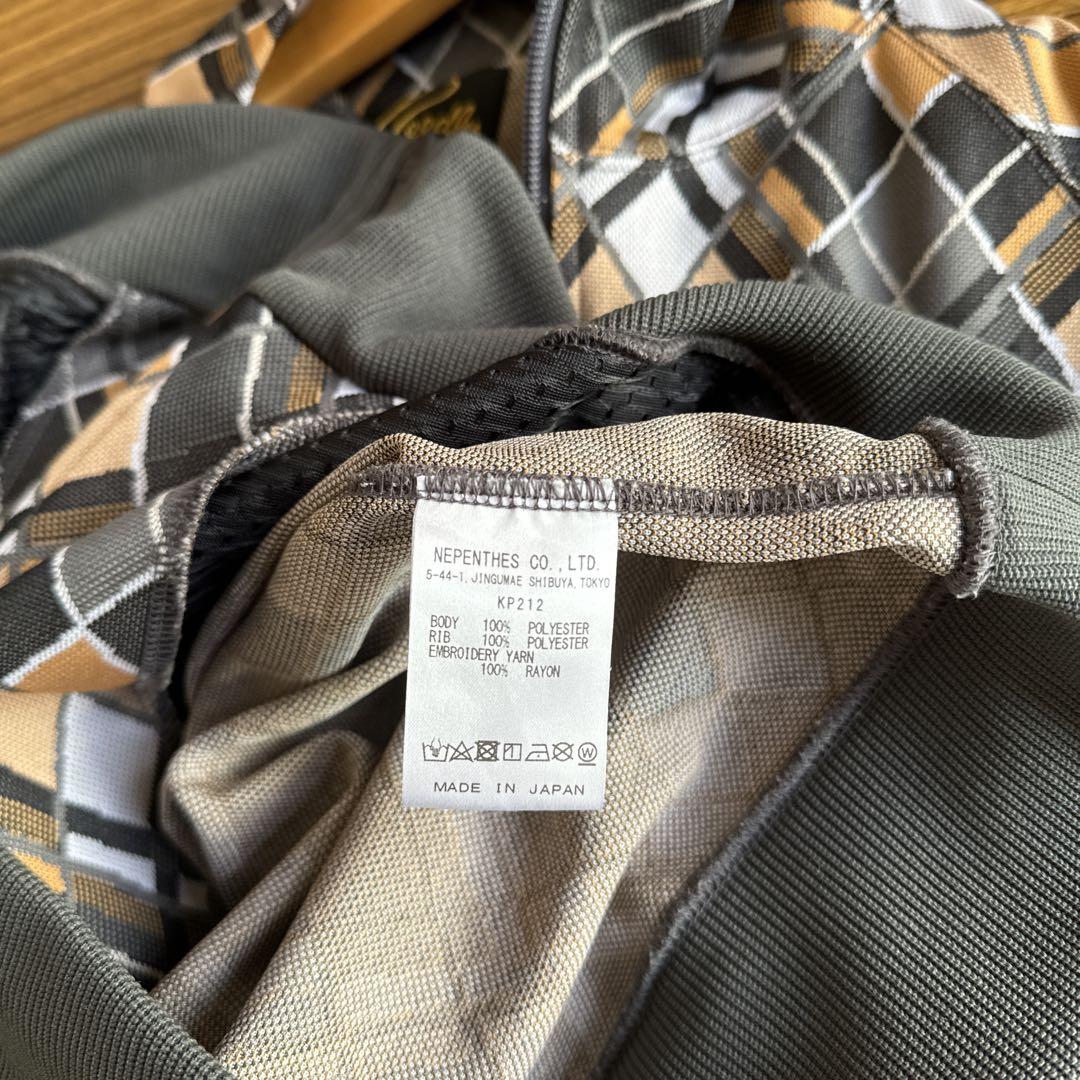 Needles
NEPENTHES CO.,LTD.
5-44-1, JINGUMAE SHIBUYA, TOKYO
KP212
BODY 100% POLYESTER
RIB 100% POLYESTER
EMBROIDERY YARN
100% RAYON
W
MADE IN JAPAN